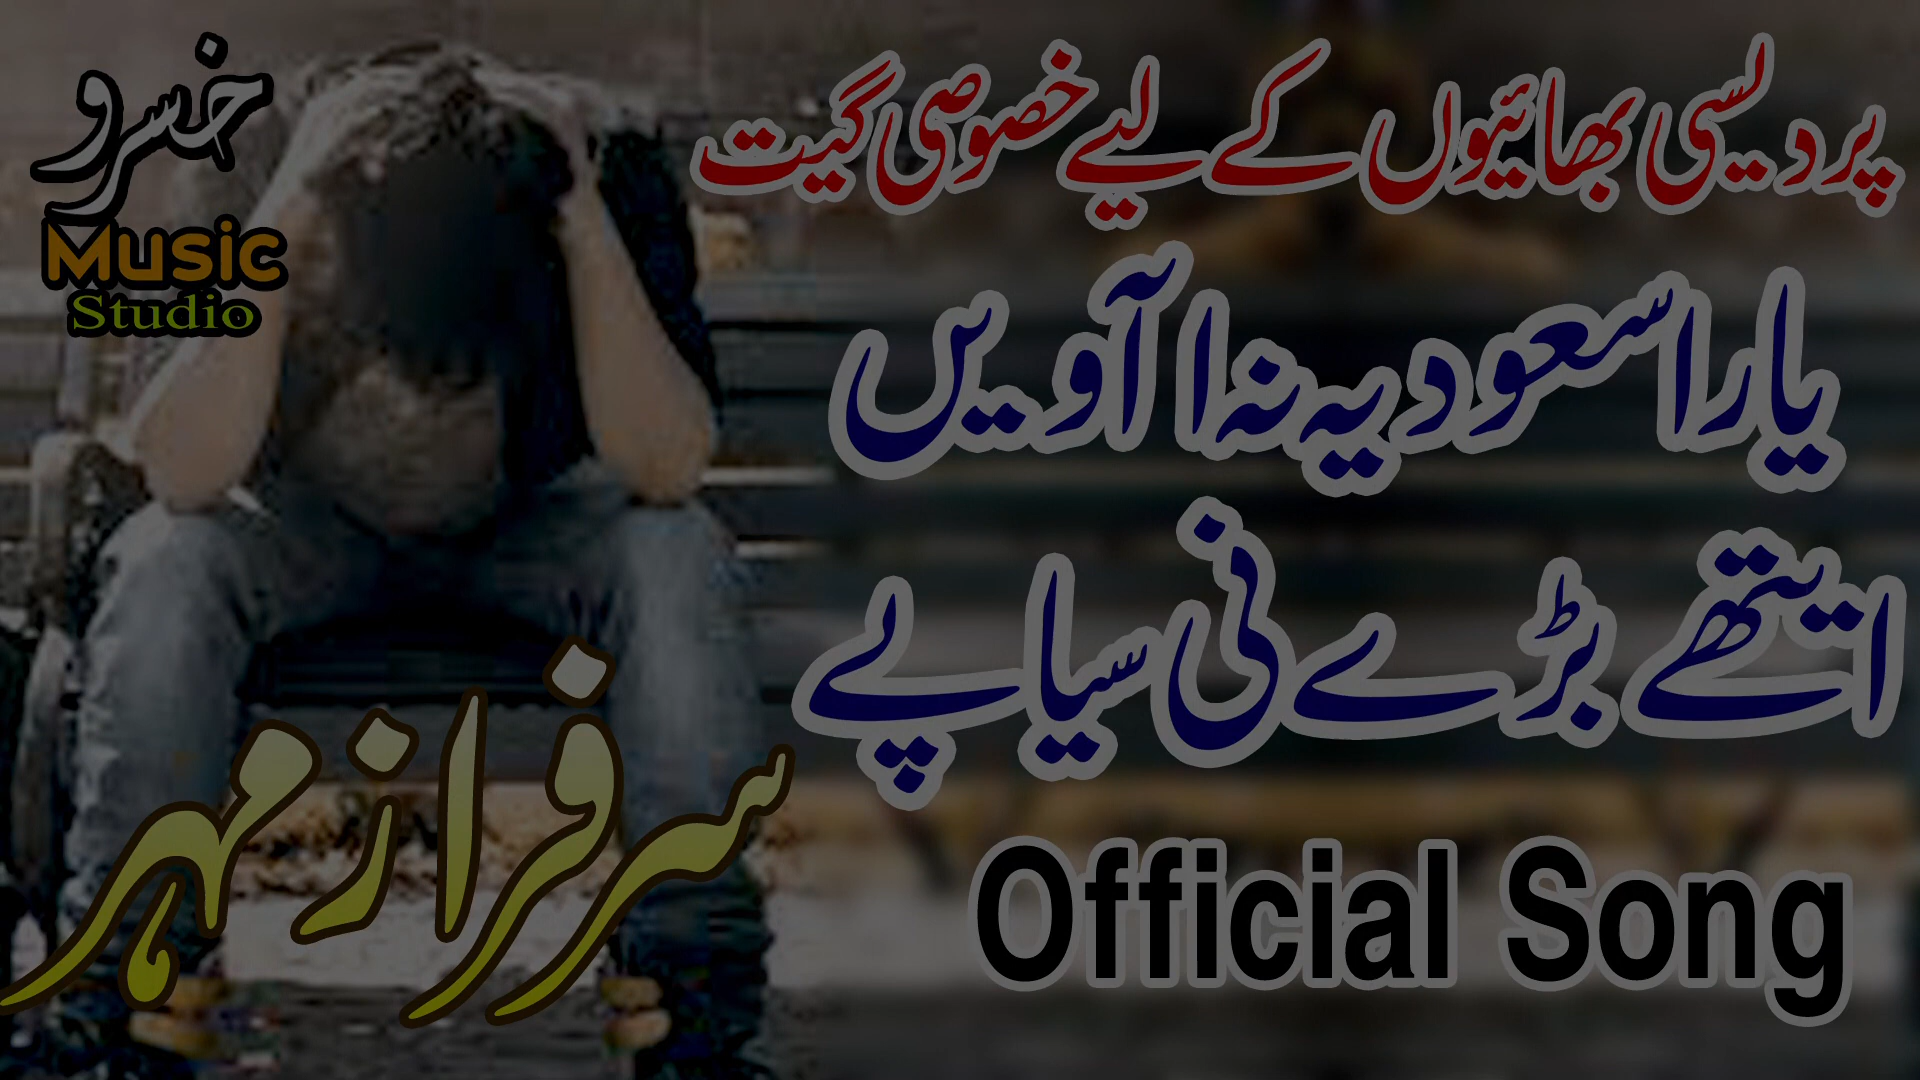 خسرو
Music
Studio
پردیسی بھائیوں کے لیے خصوصی گیت
یارا سعودیہ نہ ا آویں
ایتھے بڑے نی سیاپے
سرفراز مہر
Official Song